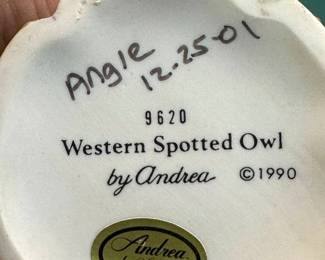 Angle
12-25-01
9620
Western Spotted Owl
by Andrea ©1990
Andrea